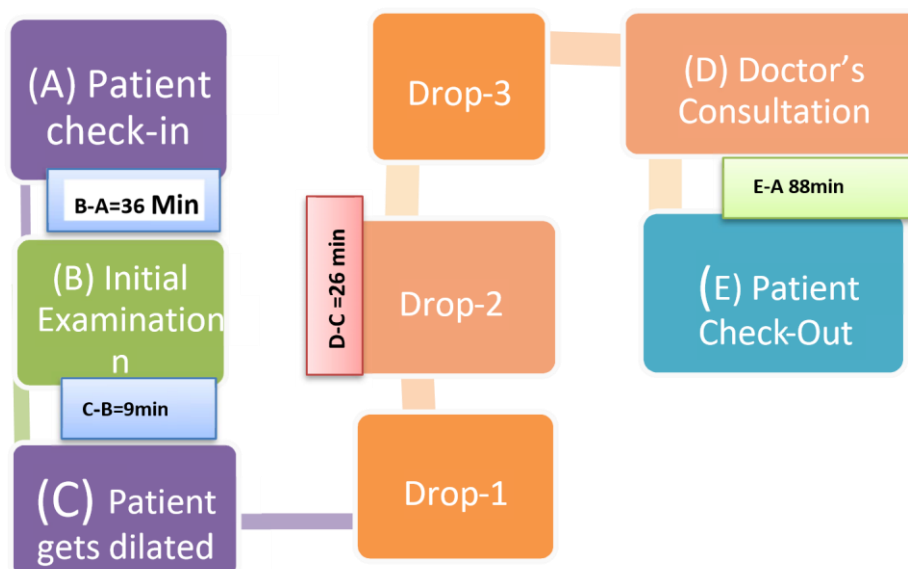 (A) Patient
check-in
B-A=36 Min
(B) Initial
Examination
n
C-B=9min
(C) Patient
gets dilated
Drop-1
D-C =26 min
Drop-2
Drop-3
(D) Doctor’s
Consultation
E-A 88min
(E) Patient
Check-Out